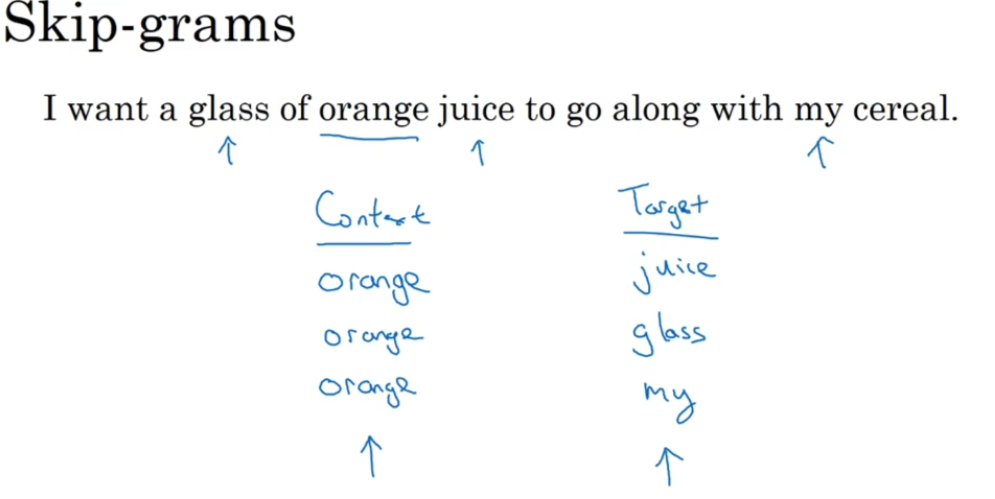 Skip-grams
I want a glass of orange juice to go along with my cereal.
Context Target
orange juice
orange glass
orange my